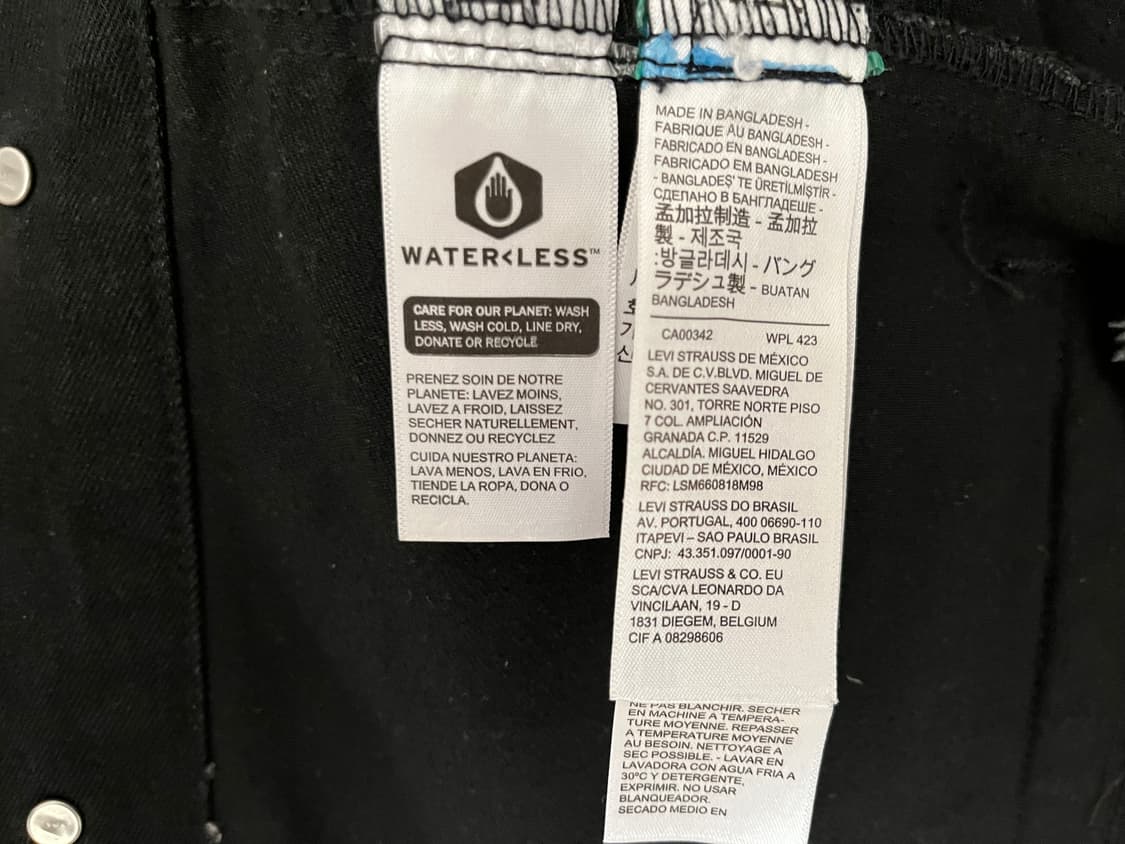 WATER<LESS™
CARE FOR OUR PLANET: WASH
LESS, WASH COLD, LINE DRY,
DONATE OR RECYCLE
PRENEZ SOIN DE NOTRE
PLANETE: LAVEZ MOINS,
LAVEZ A FROID, LAISSEZ
SECHER NATURELLEMENT,
DONNEZ OU RECYCLEZ
CUIDA NUESTRO PLANETA:
LAVA MENOS, LAVA EN FRIO,
TIENDE LA ROPA, DONA O
RECICLA.
MADE IN BANGLADESH -
FABRIQUE AU BANGLADESH -
FABRICADO EN BANGLADESH -
FABRICADO EM BANGLADESH
- BANGLADEŞ' TE ÜRETİLMİŞTİR -
СДЕЛАНО В БАНГЛАДЕШЕ -
孟加拉制造 - 孟加拉
製 - 제조국
:방글라데시 - バング
ラデシュ製 - BUATAN
BANGLADESH
CA00342 WPL 423
LEVI STRAUSS DE MÉXICO
S.A. DE C.V.BLVD. MIGUEL DE
CERVANTES SAAVEDRA
NO. 301, TORRE NORTE PISO
7 COL. AMPLIACIÓN
GRANADA C.P. 11529
ALCALDÍA. MIGUEL HIDALGO
CIUDAD DE MÉXICO, MÉXICO
RFC: LSM660818M98
LEVI STRAUSS DO BRASIL
AV. PORTUGAL, 400 06690-110
ITAPEVI – SAO PAULO BRASIL
CNPJ: 43.351.097/0001-90
LEVI STRAUSS & CO. EU
SCA/CVA LEONARDO DA
VINCILAAN, 19 - D
1831 DIEGEM, BELGIUM
CIF A 08298606
NE PAS BLANCHIR. SECHER
EN MACHINE A TEMPERA-
TURE MOYENNE. REPASSER
A TEMPERATURE MOYENNE
AU BESOIN. NETTOYAGE A
SEC POSSIBLE. - LAVAR EN
LAVADORA CON AGUA FRIA A
30ºC Y DETERGENTE,
EXPRIMIR. NO USAR
BLANQUEADOR.
SECADO MEDIO EN